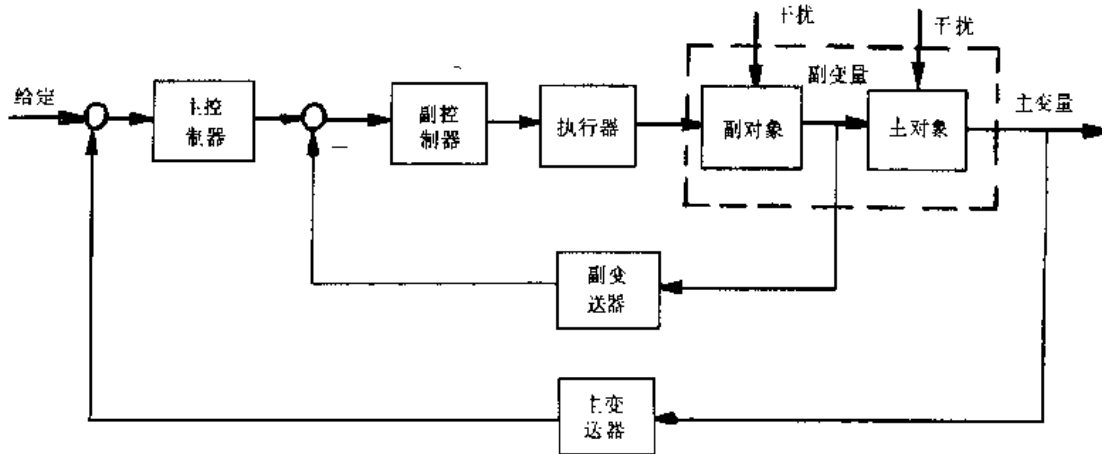 干扰
干扰
副变量
给定
主控
制器
副控
制器
执行器
副对象
主对象
主变量
副变
送器
主变
送器